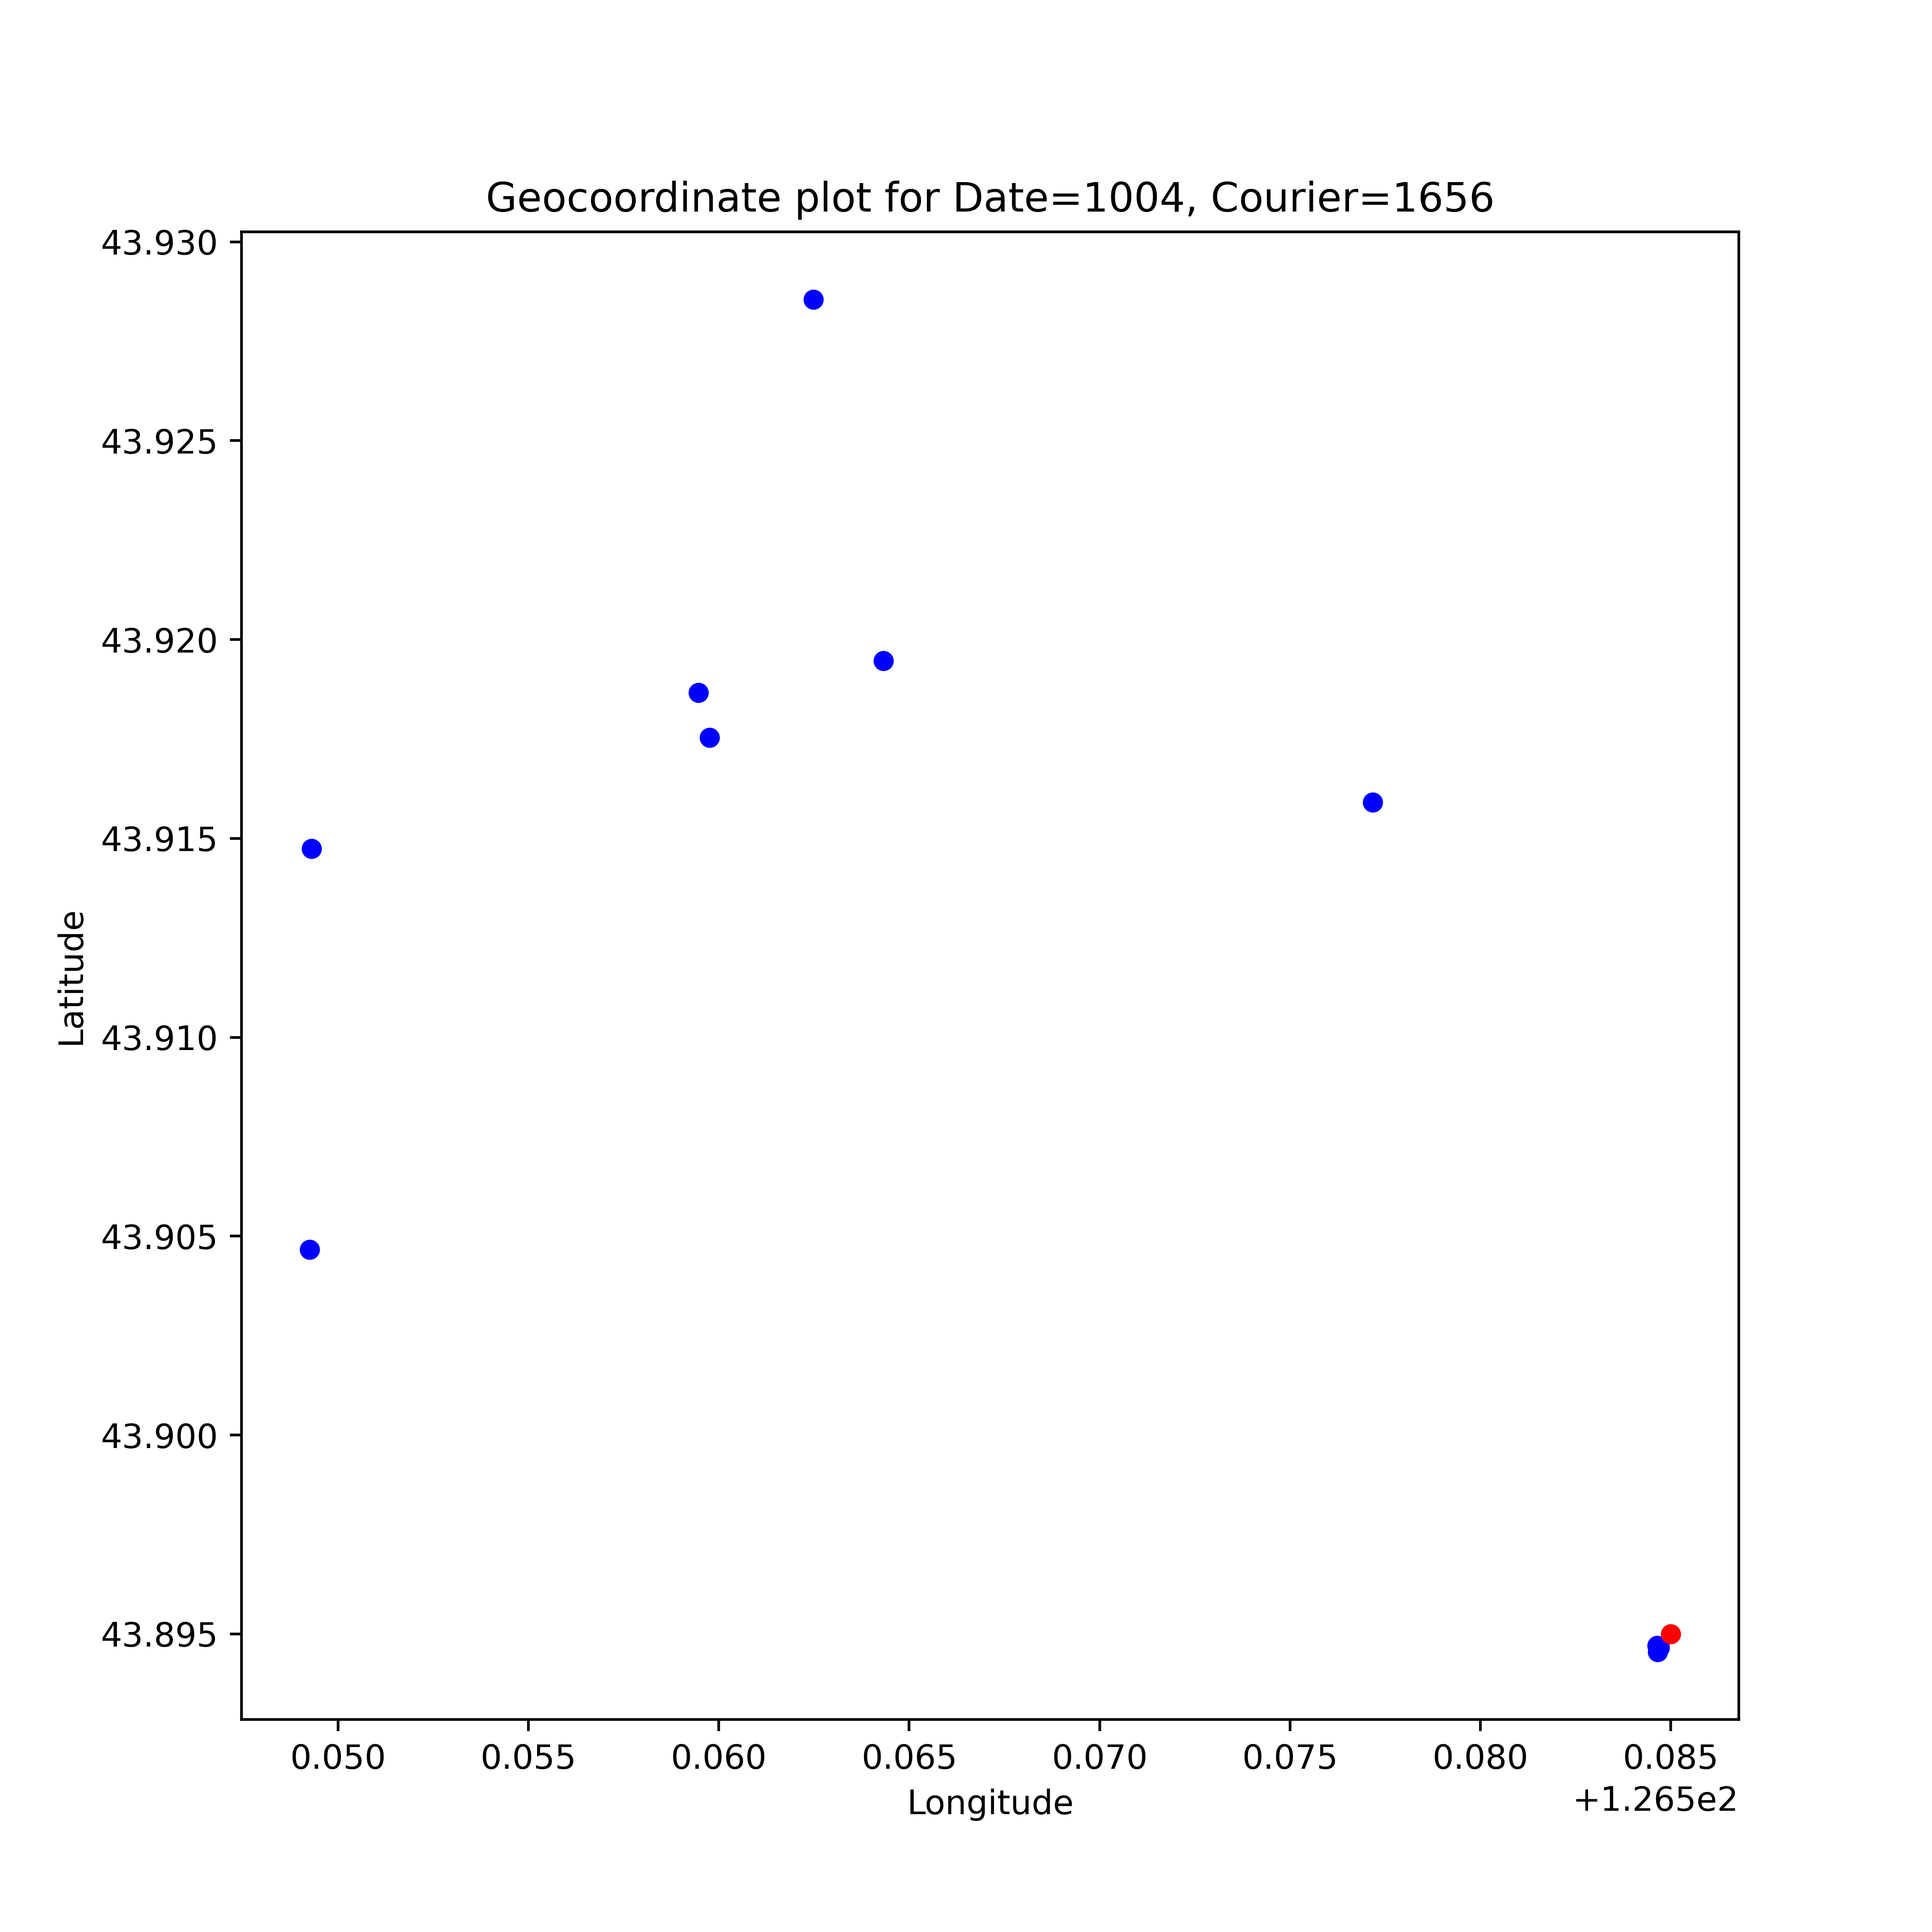 Geocoordinate plot for Date=1004, Courier=1656
43.930
43.925
43.920
43.915
43.910
43.905
43.900
43.895
Latitude
0.050 0.055 0.060 0.065 0.070 0.075 0.080 0.085
+1.265e2
Longitude